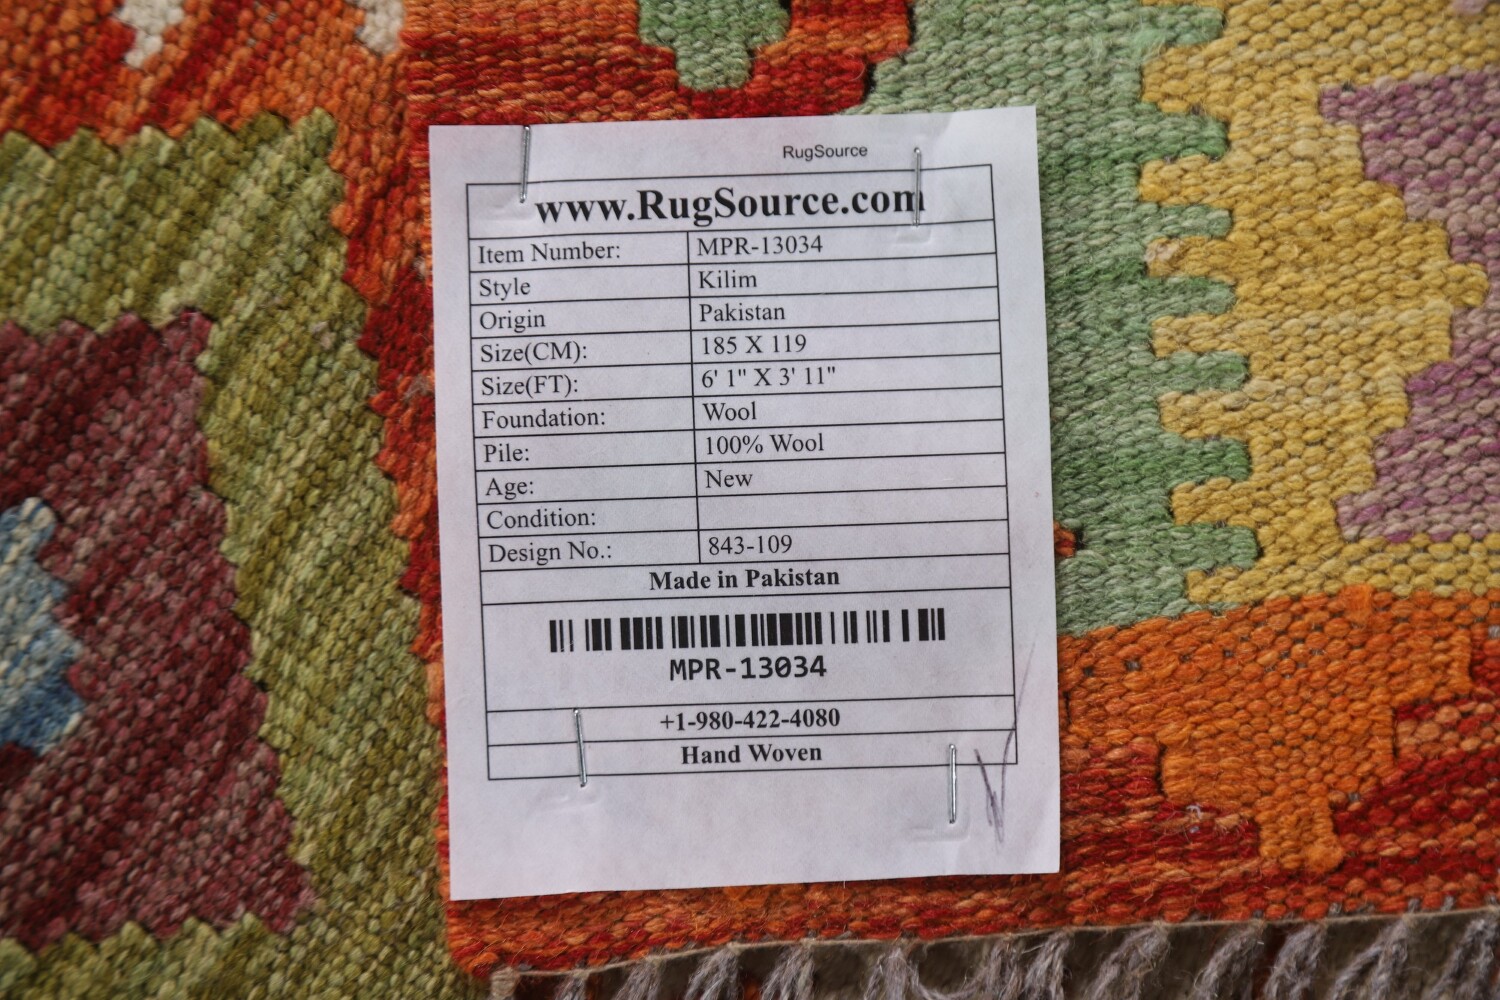 RugSource
www.RugSource.com
Item Number: MPR-13034
Style Kilim
Origin Pakistan
Size(CM): 185 X 119
Size(FT): 6' 1" X 3' 11"
Foundation: Wool
Pile: 100% Wool
Age: New
Condition:
Design No.: 843-109
Made in Pakistan
MPR-13034
+1-980-422-4080
Hand Woven